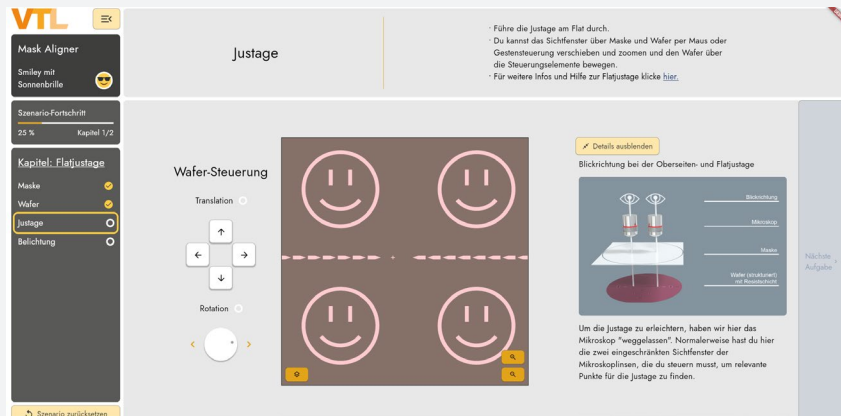 VTL
Mask Aligner
Smiley mit
Sonnenbrille
Szenario-Fortschritt
25 % Kapitel 1/2
Kapitel: Flatjustage
Maske
Wafer
Justage
Belichtung
Szenario zurücksetzen
Justage
· Führe die Justage am Flat durch.
· Du kannst das Sichtfenster über Maske und Wafer per Maus oder
Gestensteuerung verschieben und zoomen und den Wafer über
die Steuerungselemente bewegen.
· Für weitere Infos und Hilfe zur Flatjustage klicke hier.
Wafer-Steuerung
Translation
Rotation
Details ausblenden
Blickrichtung bei der Oberseiten- und Flatjustage
Blickrichtung
Mikroskop
Maske
Wafer (strukturiert)
mit Resistschicht
Um die Justage zu erleichtern, haben wir hier das
Mikroskop "weggelassen". Normalerweise hast du hier
die zwei eingeschränkten Sichtfenster der
Mikroskoplinsen, die du steuern musst, um relevante
Punkte für die Justage zu finden.
Nächste
Aufgabe